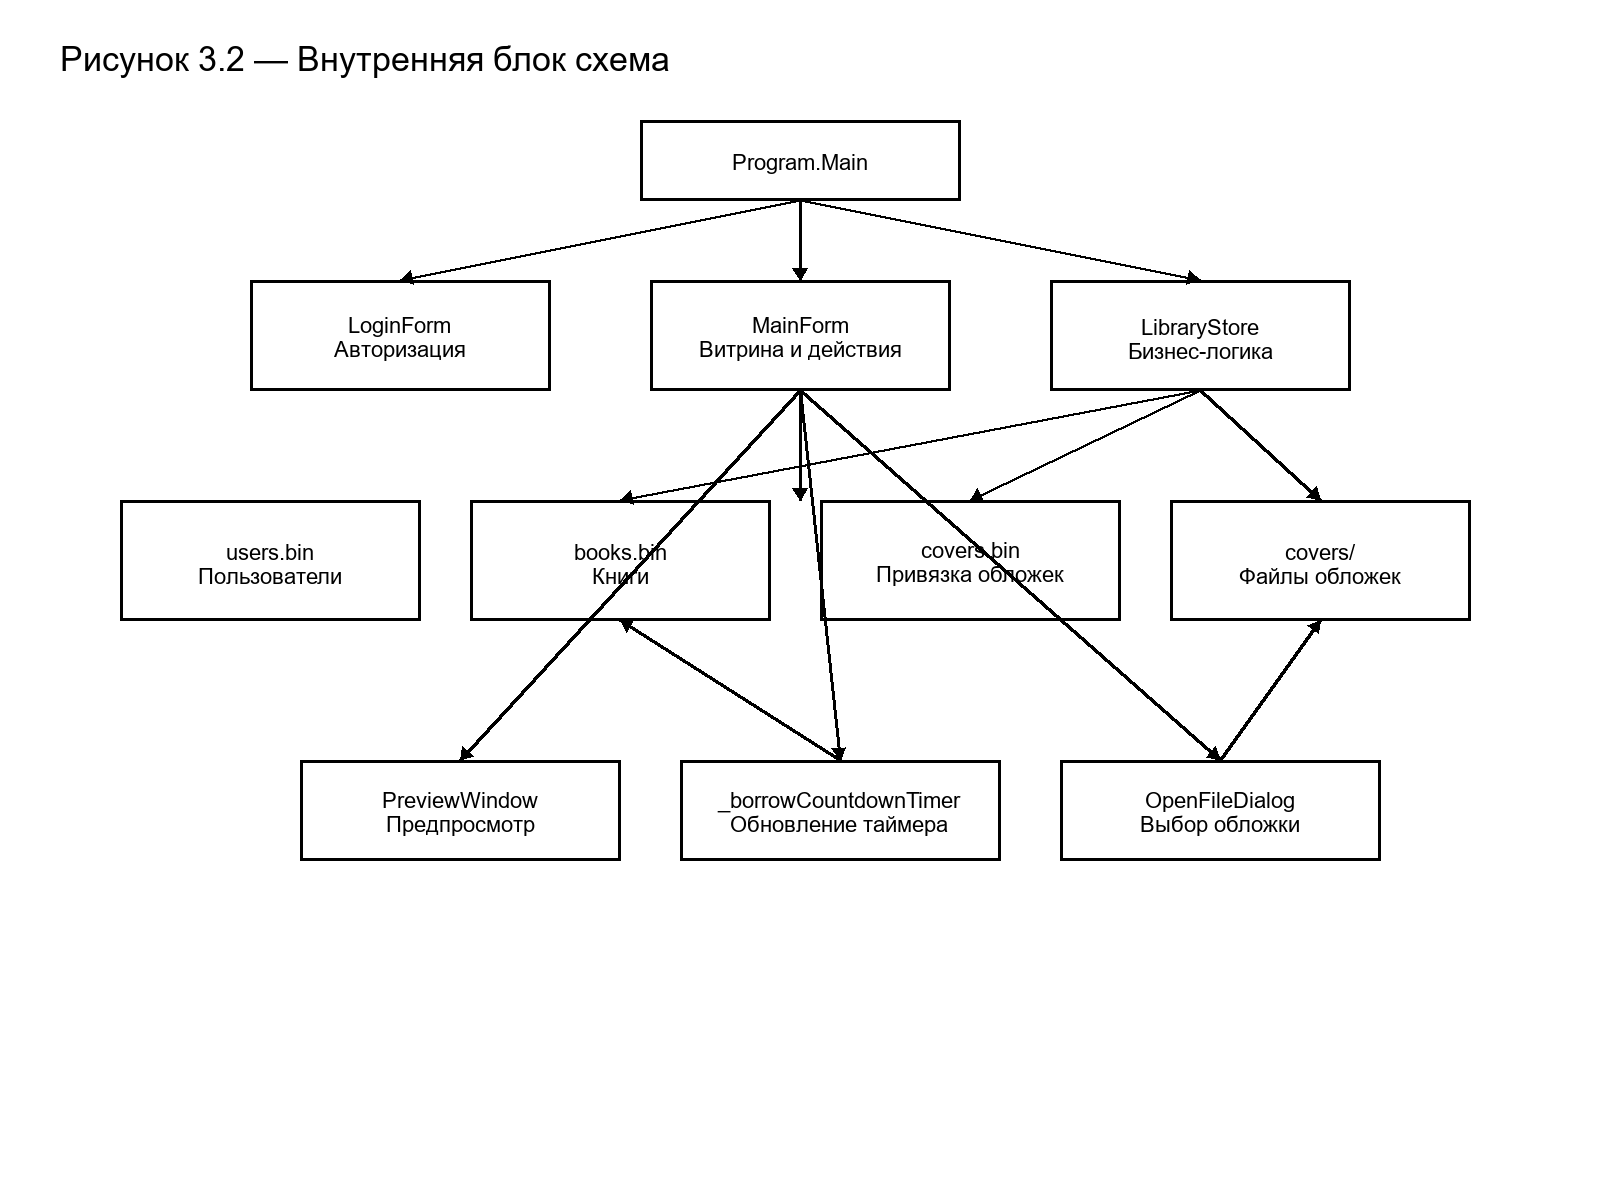 Рисунок 3.2 — Внутренняя блок схема
Program.Main
LoginForm
Авторизация
MainForm
Витрина и действия
LibraryStore
Бизнес-логика
users.bin
Пользователи
books.bin
Книги
covers.bin
Привязка обложек
covers/
Файлы обложек
PreviewWindow
Предпросмотр
_borrowCountdownTimer
Обновление таймера
OpenFileDialog
Выбор обложки